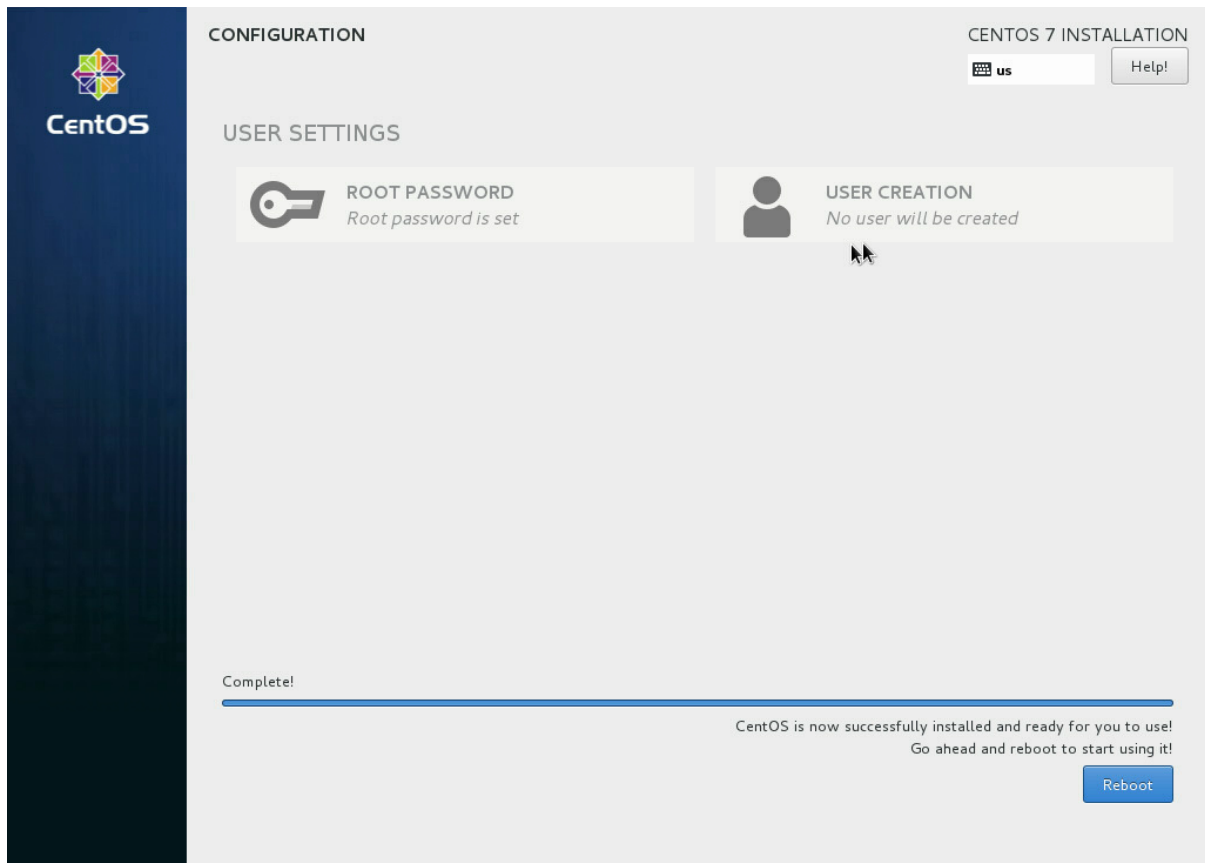 CONFIGURATION
CENTOS 7 INSTALLATION
us
Help!
CentOS
USER SETTINGS
ROOT PASSWORD
Root password is set
USER CREATION
No user will be created
Complete!
CentOS is now successfully installed and ready for you to use!
Go ahead and reboot to start using it!
Reboot